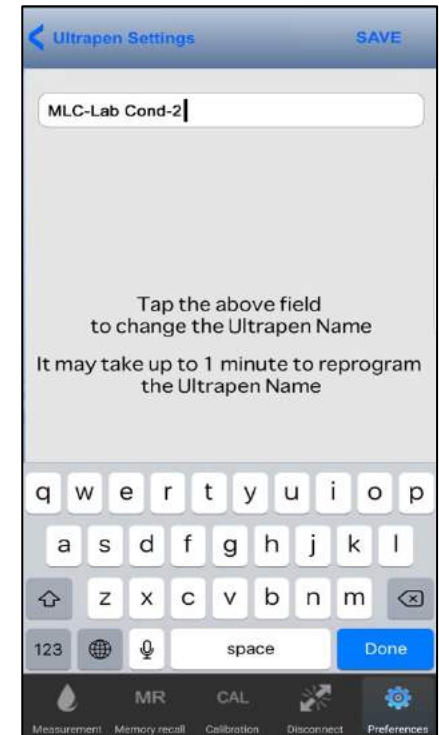 Ultrapen Settings SAVE
MLC-Lab Cond-2
Tap the above field
to change the Ultrapen Name
It may take up to 1 minute to reprogram
the Ultrapen Name
q w e r t y u i o p
a s d f g h j k l
z x c v b n m
123 space Done
MR CAL
Measurement Memory recall Calibration Disconnect Preferences